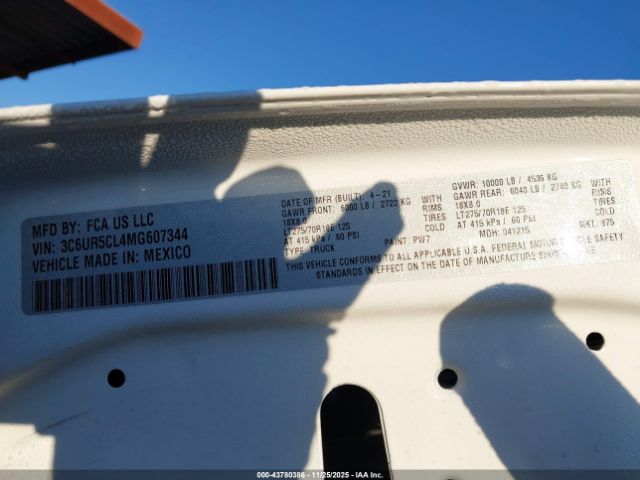 MFD BY: FCA US LLC
VIN: 3C6UR5CL4MG607344
VEHICLE MADE IN: MEXICO
DATE OF MFR (BUILT): 4-21
GAWR FRONT: 6000 LB / 2722 KG
18X8.0 RIMS
LT275/70R18E 125 TIRES
AT 415 kPa / 60 PSI
TYPE: TRUCK PAINT: PW7
GVWR: 10000 LB / 4535 KG
GAWR REAR: 6040 LB / 2740 KG WITH
18X8.0 RIMS
LT275/70R18E 125 TIRES
AT 415 kPa / 60 PSI
MDH: 041215 MKT: 875
THIS VEHICLE CONFORMS TO ALL APPLICABLE U.S.A. FEDERAL MOTOR VEHICLE SAFETY
STANDARDS IN EFFECT ON THE DATE OF MANUFACTURE SHOWN ABOVE.
000-43780386 - 11/25/2025 - IAA Inc.